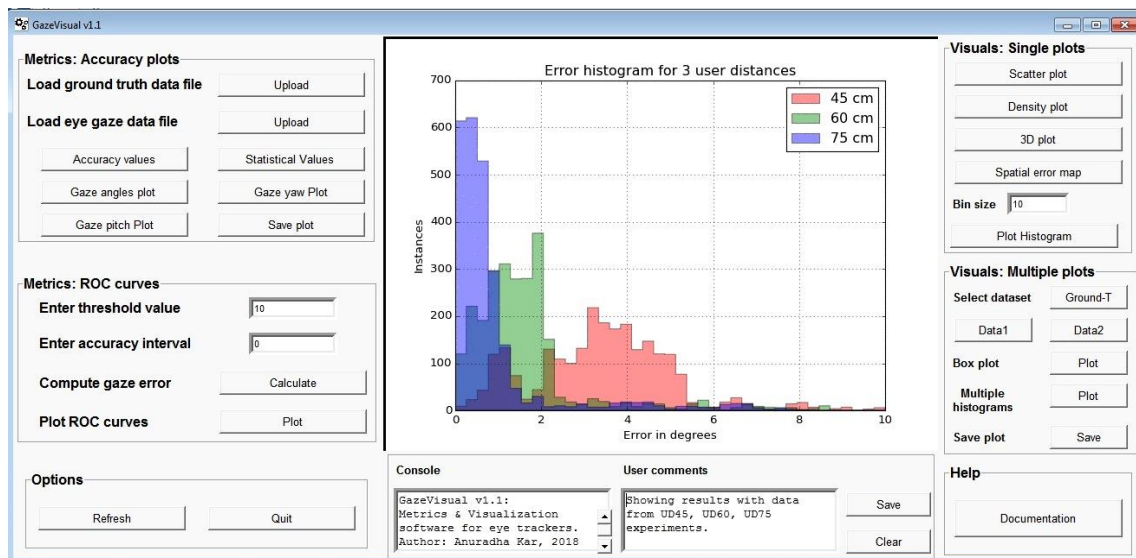 GazeVisual v1.1
Metrics: Accuracy plots
Load ground truth data file
Upload
Load eye gaze data file
Upload
Accuracy values
Statistical Values
Gaze angles plot
Gaze yaw Plot
Gaze pitch Plot
Save plot
Metrics: ROC curves
Enter threshold value
10
Enter accuracy interval
0
Compute gaze error
Calculate
Plot ROC curves
Plot
Options
Refresh
Quit
Error histogram for 3 user distances
45 cm
60 cm
75 cm
700
600
500
400
300
200
100
0
Instances
0
2
4
6
8
10
Error in degrees
Console
GazeVisual v1.1:
Metrics & Visualization
software for eye trackers.
Author: Anuradha Kar, 2018
User comments
Showing results with data
from UD45, UD60, UD75
experiments.
Save
Clear
Visuals: Single plots
Scatter plot
Density plot
3D plot
Spatial error map
Bin size
10
Plot Histogram
Visuals: Multiple plots
Select dataset
Ground-T
Data1
Data2
Box plot
Plot
Multiple
histograms
Plot
Save plot
Save
Help
Documentation